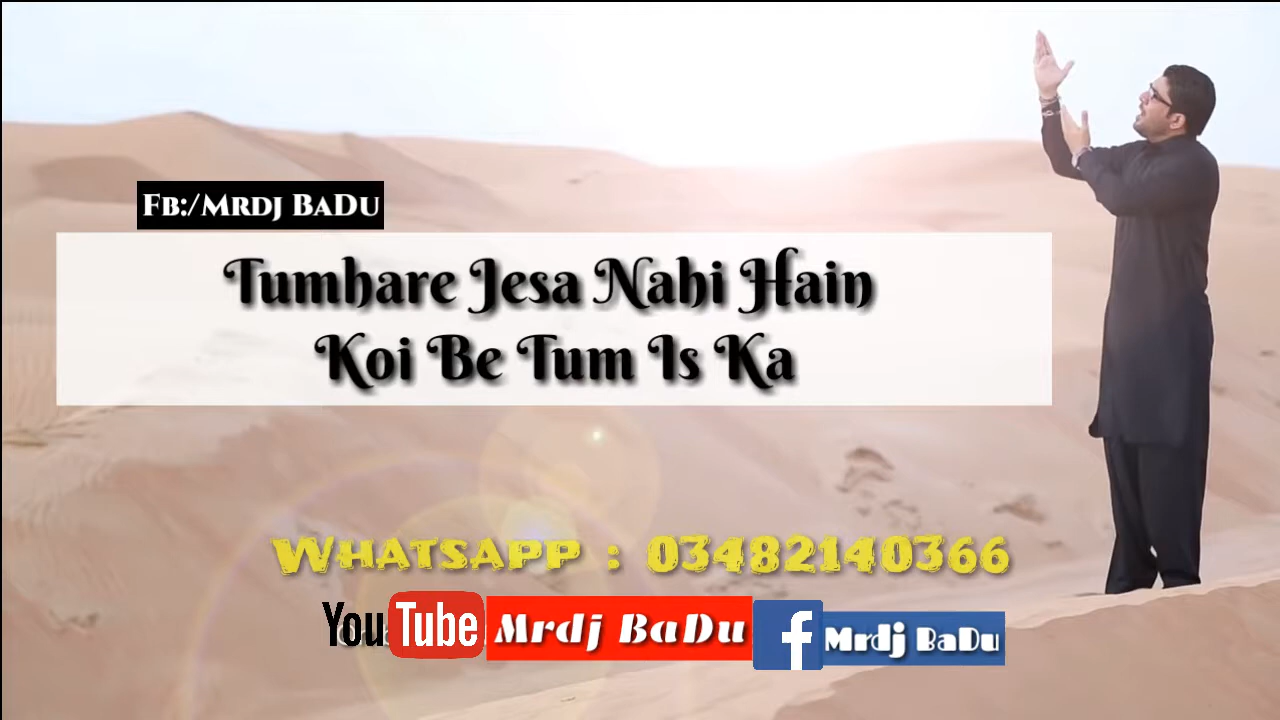 Fb:/Mrdj BaDu
Tumhare Jesa Nahi Hain
Koi Be Tum Is Ka
Whatsapp : 03482140366
YouTube Mrdj BaDu f Mrdj BaDu